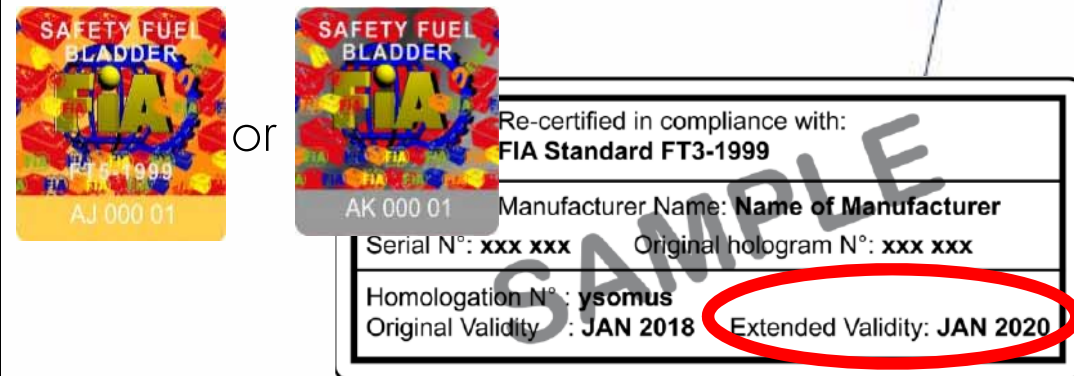 SAFETY FUEL
BLADDER
FIA
FT5-1999
AJ 000 01
or
SAFETY FUEL
BLADDER
FIA
AK 000 01
Re-certified in compliance with:
FIA Standard FT3-1999
Manufacturer Name: Name of Manufacturer
Serial N°: xxx xxx Original hologram N°: xxx xxx
Homologation N° : ysomus
Original Validity : JAN 2018 Extended Validity: JAN 2020
SAMPLE